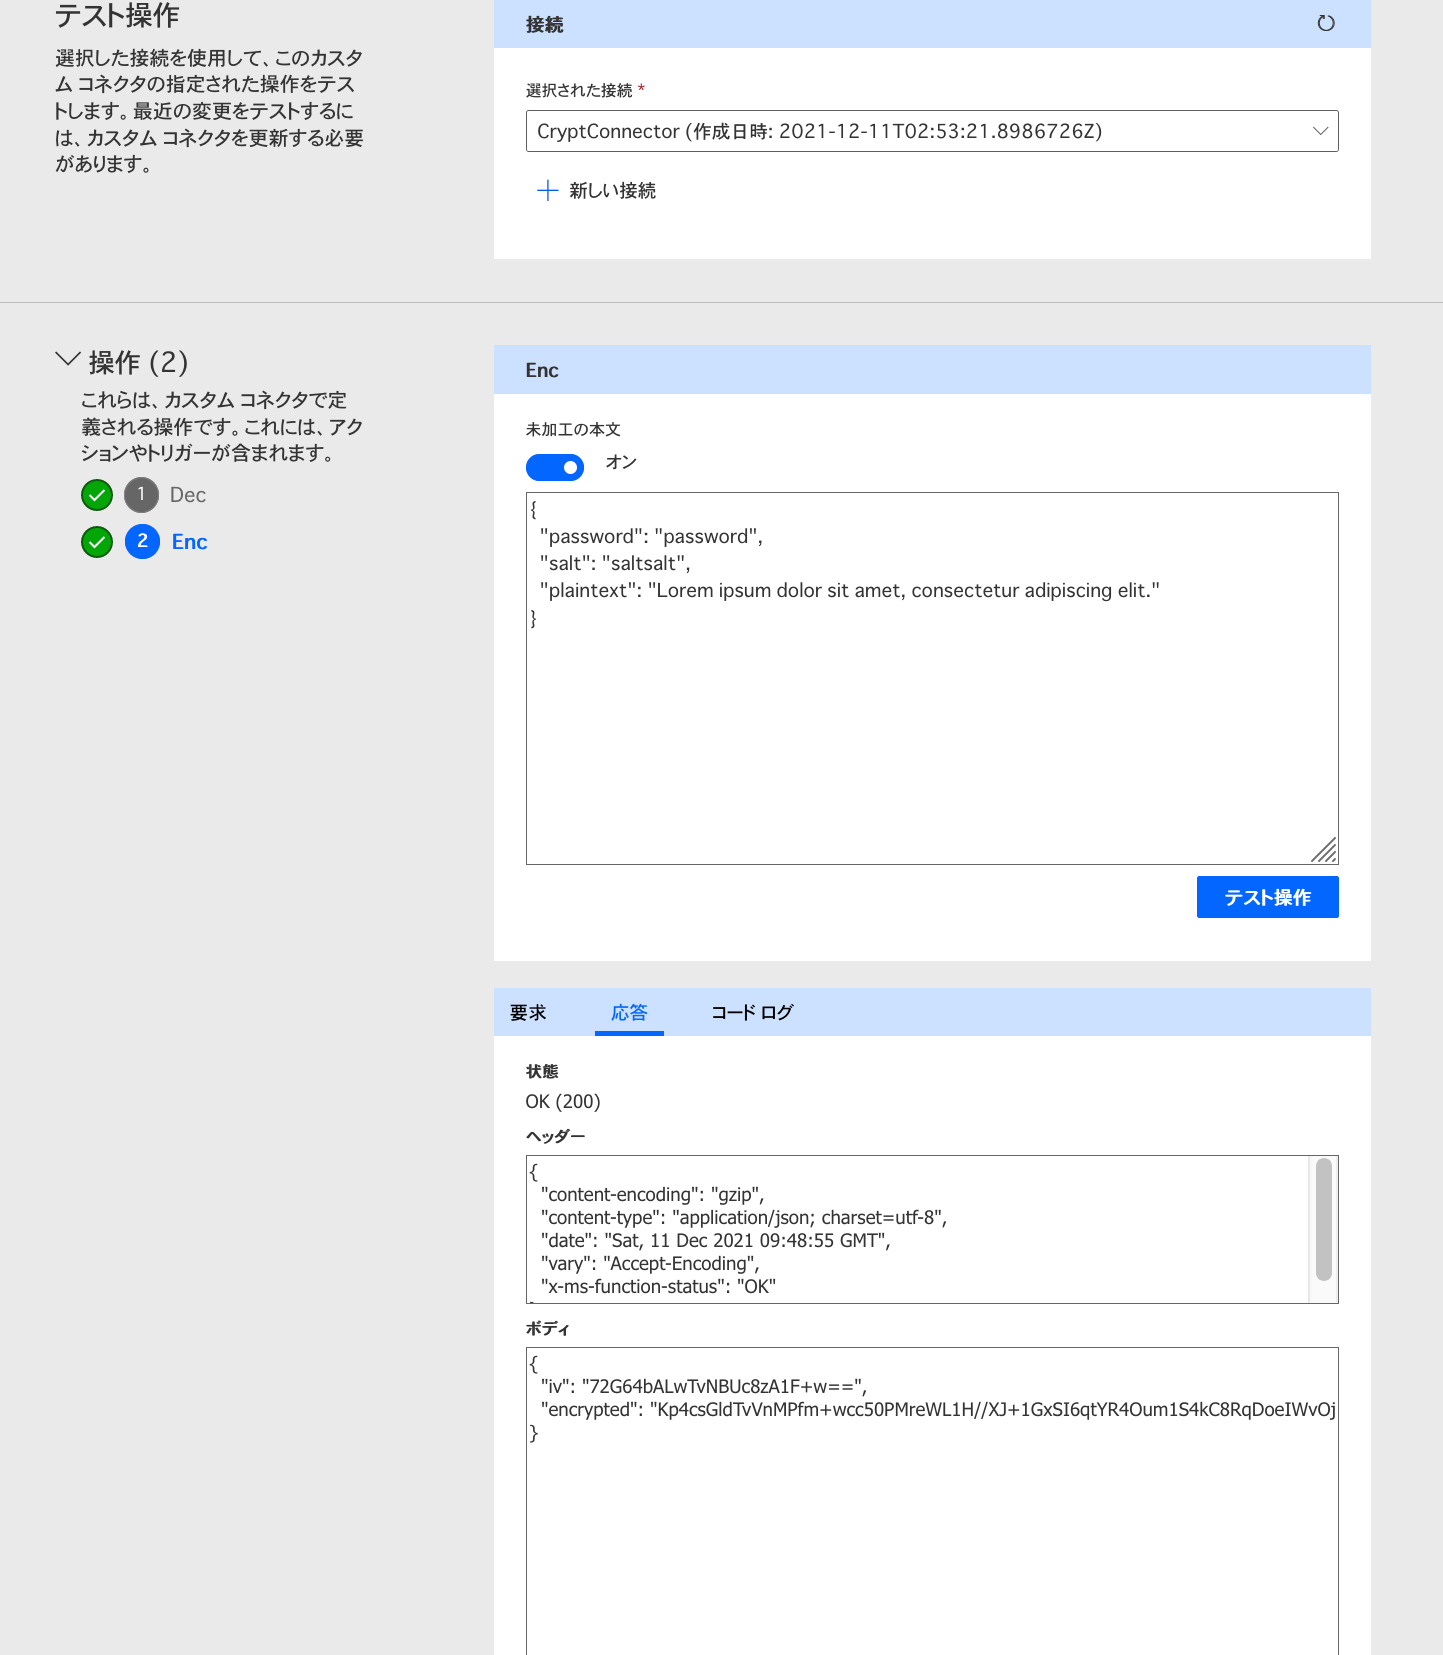 テスト操作
選択した接続を使用して、このカスタ
ム コネクタの指定された操作をテス
トします。最近の変更をテストするに
は、カスタム コネクタを更新する必要
があります。
接続
選択された接続 *
CryptConnector (作成日時: 2021-12-11T02:53:21.8986726Z)
新しい接続
操作 (2)
これらは、カスタム コネクタで定
義される操作です。これには、アク
ションやトリガーが含まれます。
1 Dec
2 Enc
Enc
未加工の本文
オン
{
"password": "password",
"salt": "saltsalt",
"plaintext": "Lorem ipsum dolor sit amet, consectetur adipiscing elit."
}
テスト操作
要求 応答 コード ログ
状態
OK (200)
ヘッダー
{
"content-encoding": "gzip",
"content-type": "application/json; charset=utf-8",
"date": "Sat, 11 Dec 2021 09:48:55 GMT",
"vary": "Accept-Encoding",
"x-ms-function-status": "OK"
ボディ
{
"iv": "72G64bALwTvNBUc8zA1F+w==",
"encrypted": "Kp4csGldTvVnMPfm+wcc50PMreWL1H//XJ+1GxSI6qtYR4Oum1S4kC8RqDoeIWvOj
}